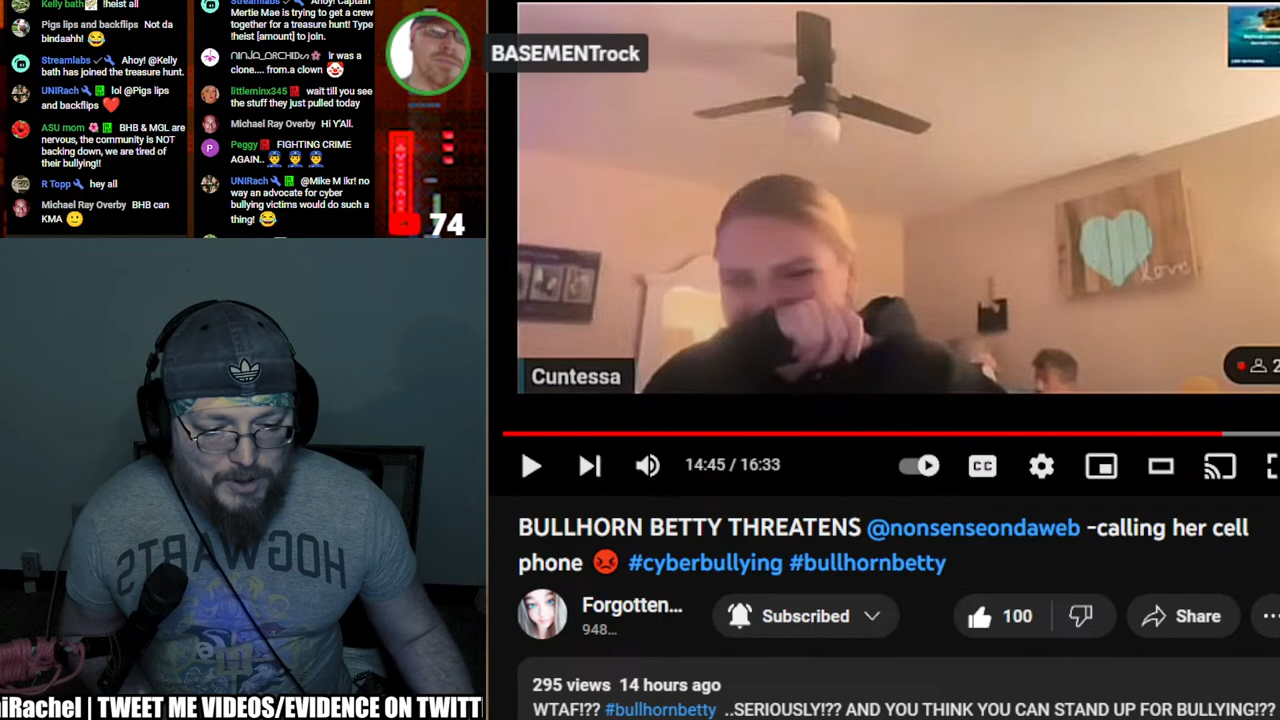 Kelly bath !heist all
Pigs lips and backflips Not da
bindaahh! 😂
Streamlabs Ahoy! @Kelly
bath has joined the treasure hunt.
UNIRach lol @Pigs lips
and backflips ❤️
ASU mom BHB & MGL are
nervous, the community is NOT
backing down, we are tired of
their bullying!!
R Topp hey all
Michael Ray Overby BHB can
KMA 🙂
Streamlabs Ahoy! Captain
Mertie Mae is trying to get a crew
together for a treasure hunt! Type
!heist [amount] to join.
ir was a
clone.... from.a clown 🤡
littleminx345 wait till you see
the stuff they just pulled today
Michael Ray Overby Hi Y'All.
Peggy FIGHTING CRIME
AGAIN.. 👮 👮 👮
UNIRach @Mike M ikr! no
way an advocate for cyber
bullying victims would do such a
thing! 😂
74
BASEMENTrock
love
Cuntessa
2
14:45 / 16:33
CC
BULLHORN BETTY THREATENS @nonsenseondaweb -calling her cell
phone 😡 #cyberbullying #bullhornbetty
Forgotten...
948...
Subscribed
100
Share
295 views 14 hours ago
WTAF!?? #bullhornbetty ..SERIOUSLY!?? AND YOU THINK YOU CAN STAND UP FOR BULLYING!??
HOGWARTS
iRachel | TWEET ME VIDEOS/EVIDENCE ON TWITT